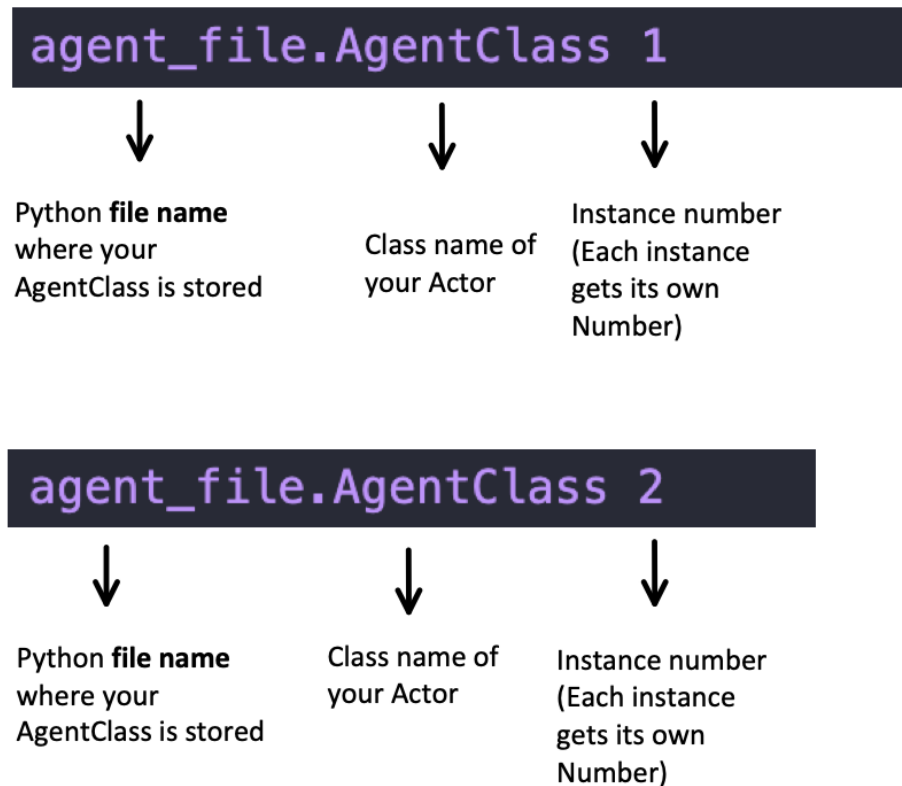 agent_file.AgentClass 1
Python file name
where your
AgentClass is stored
Class name of
your Actor
Instance number
(Each instance
gets its own
Number)
agent_file.AgentClass 2
Python file name
where your
AgentClass is stored
Class name of
your Actor
Instance number
(Each instance
gets its own
Number)